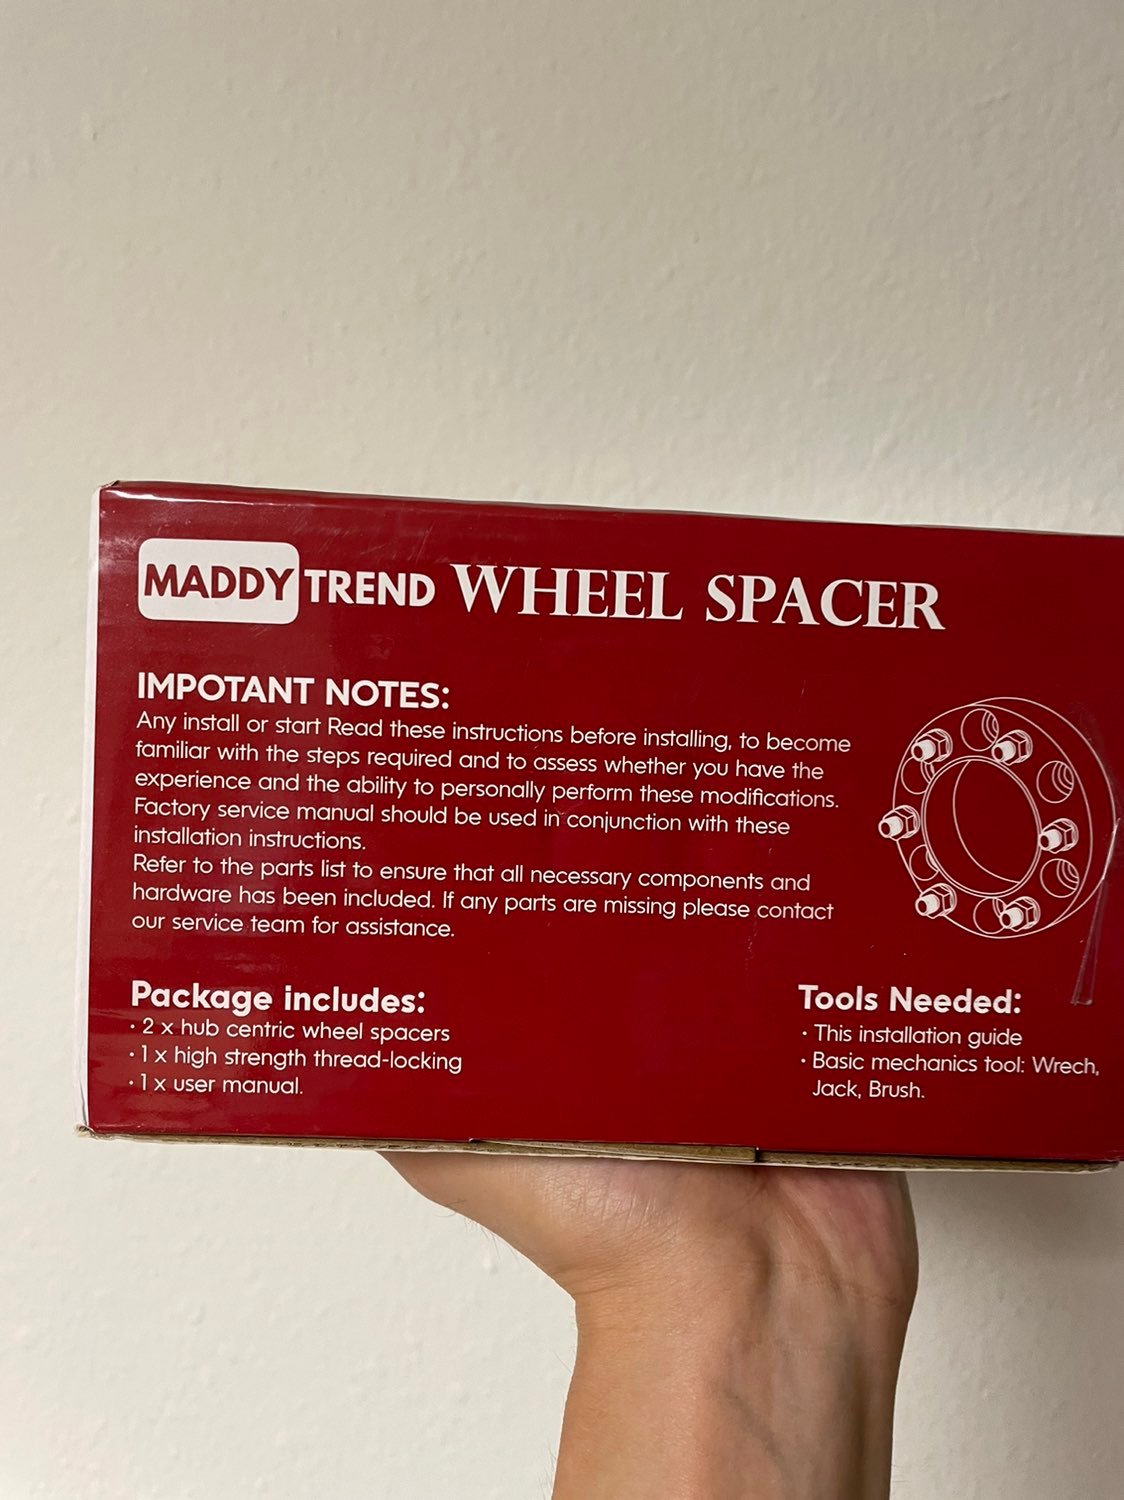 MADDY TREND WHEEL SPACER
IMPOTANT NOTES:
Any install or start Read these instructions before installing, to become
familiar with the steps required and to assess whether you have the
experience and the ability to personally perform these modifications.
Factory service manual should be used in conjunction with these
installation instructions.
Refer to the parts list to ensure that all necessary components and
hardware has been included. If any parts are missing please contact
our service team for assistance.
Package includes:
· 2 x hub centric wheel spacers
· 1 x high strength thread-locking
· 1 x user manual.
Tools Needed:
· This installation guide
· Basic mechanics tool: Wrech,
Jack, Brush.